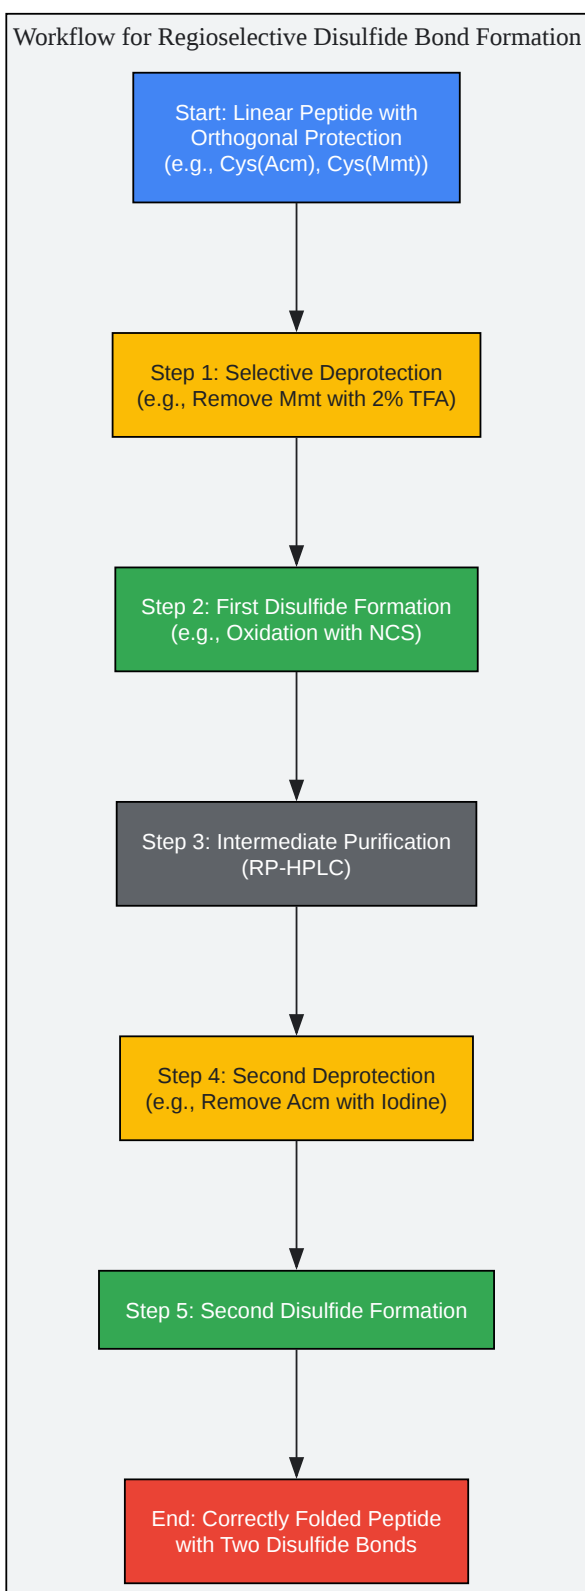 Workflow for Regioselective Disulfide Bond Formation
Start: Linear Peptide with
Orthogonal Protection
(e.g., Cys(Acm), Cys(Mmt))
Step 1: Selective Deprotection
(e.g., Remove Mmt with 2% TFA)
Step 2: First Disulfide Formation
(e.g., Oxidation with NCS)
Step 3: Intermediate Purification
(RP-HPLC)
Step 4: Second Deprotection
(e.g., Remove Acm with Iodine)
Step 5: Second Disulfide Formation
End: Correctly Folded Peptide
with Two Disulfide Bonds